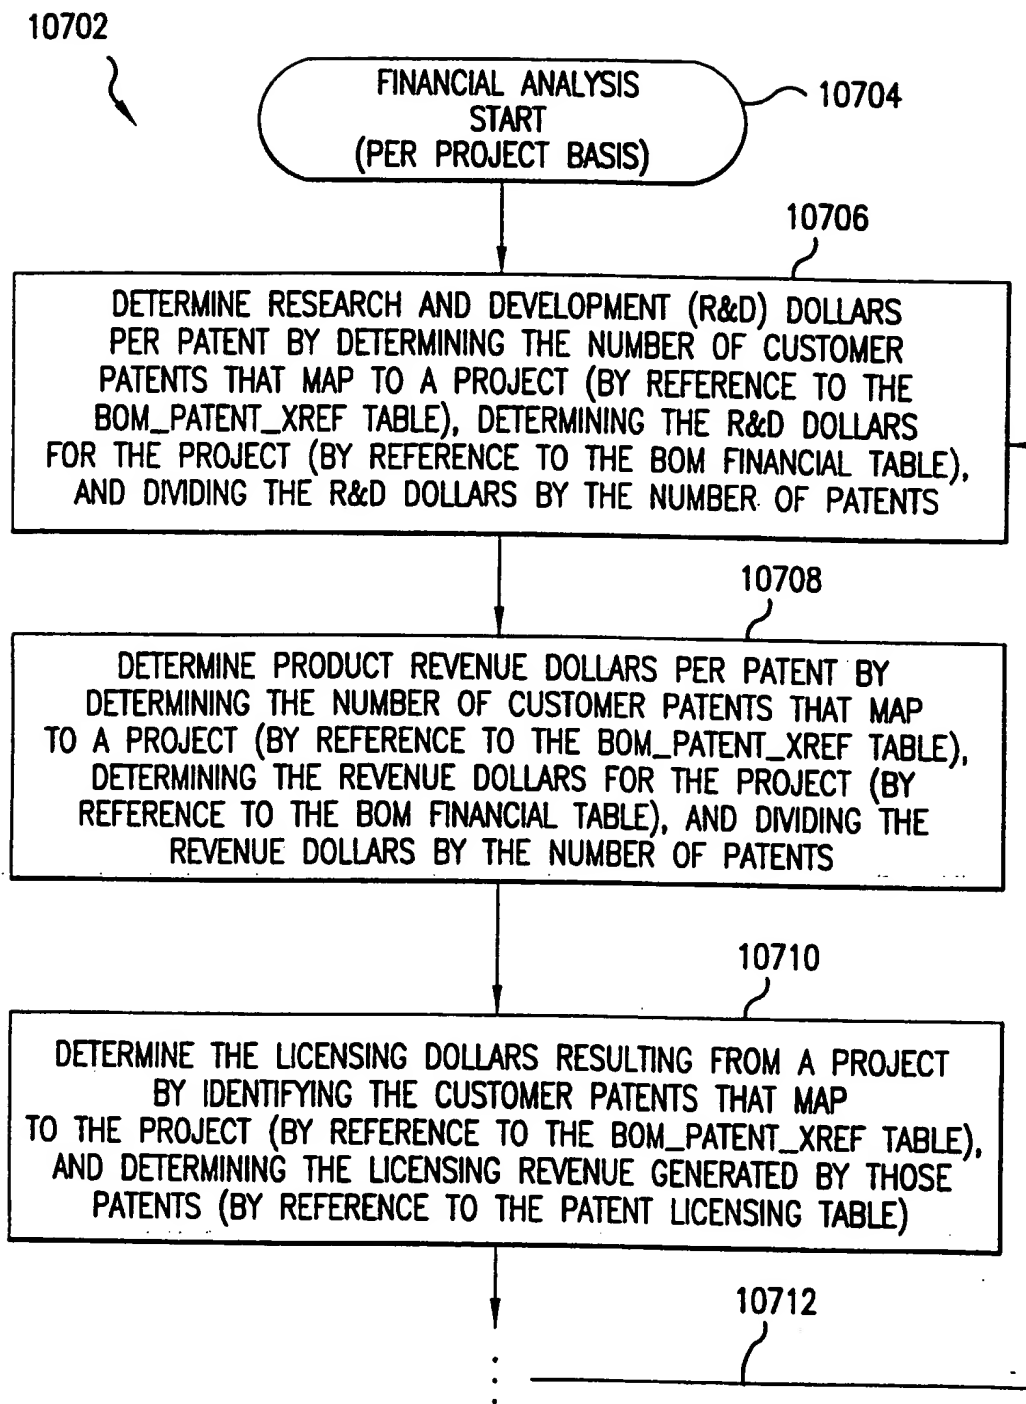 10702
FINANCIAL ANALYSIS
START
(PER PROJECT BASIS)
10704
10706
DETERMINE RESEARCH AND DEVELOPMENT (R&D) DOLLARS
PER PATENT BY DETERMINING THE NUMBER OF CUSTOMER
PATENTS THAT MAP TO A PROJECT (BY REFERENCE TO THE
BOM_PATENT_XREF TABLE), DETERMINING THE R&D DOLLARS
FOR THE PROJECT (BY REFERENCE TO THE BOM FINANCIAL TABLE),
AND DIVIDING THE R&D DOLLARS BY THE NUMBER OF PATENTS
10708
DETERMINE PRODUCT REVENUE DOLLARS PER PATENT BY
DETERMINING THE NUMBER OF CUSTOMER PATENTS THAT MAP
TO A PROJECT (BY REFERENCE TO THE BOM_PATENT_XREF TABLE),
DETERMINING THE REVENUE DOLLARS FOR THE PROJECT (BY
REFERENCE TO THE BOM FINANCIAL TABLE), AND DIVIDING THE
REVENUE DOLLARS BY THE NUMBER OF PATENTS
10710
DETERMINE THE LICENSING DOLLARS RESULTING FROM A PROJECT
BY IDENTIFYING THE CUSTOMER PATENTS THAT MAP
TO THE PROJECT (BY REFERENCE TO THE BOM_PATENT_XREF TABLE),
AND DETERMINING THE LICENSING REVENUE GENERATED BY THOSE
PATENTS (BY REFERENCE TO THE PATENT LICENSING TABLE)
10712